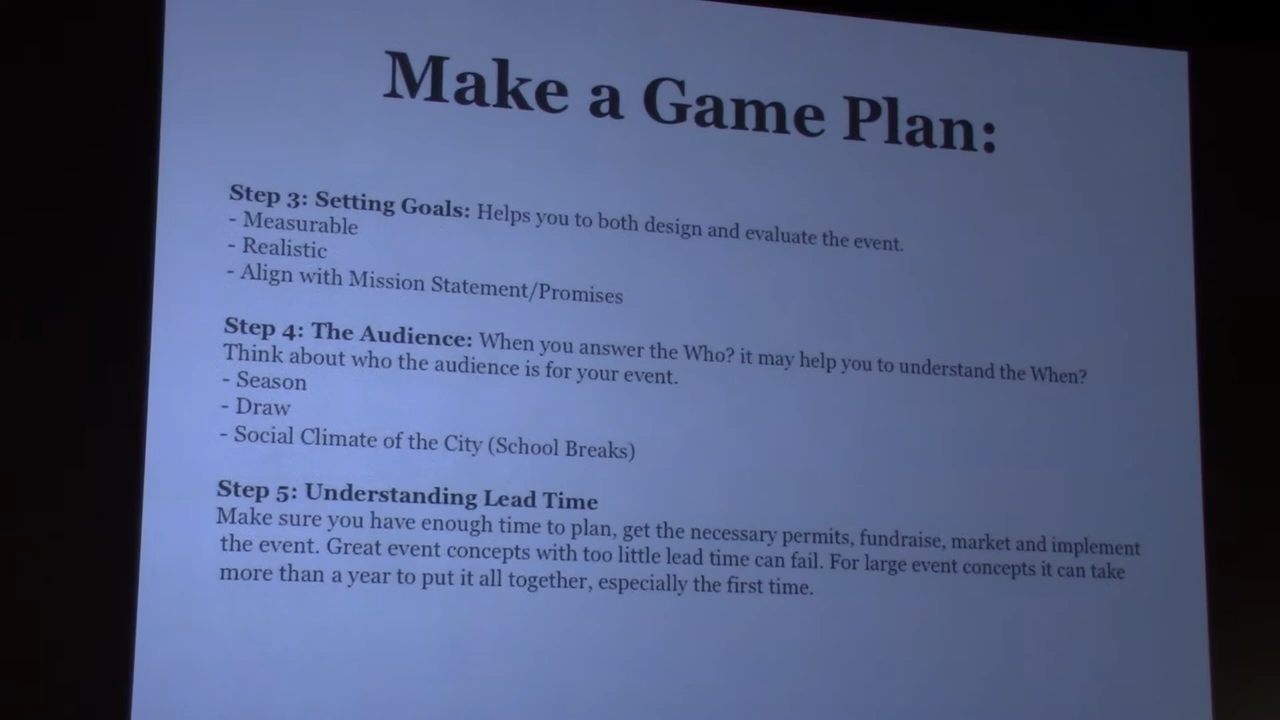 Make a Game Plan:
Step 3: Setting Goals: Helps you to both design and evaluate the event.
- Measurable
- Realistic
- Align with Mission Statement/Promises
Step 4: The Audience: When you answer the Who? it may help you to understand the When?
Think about who the audience is for your event.
- Season
- Draw
- Social Climate of the City (School Breaks)
Step 5: Understanding Lead Time
Make sure you have enough time to plan, get the necessary permits, fundraise, market and implement
the event. Great event concepts with too little lead time can fail. For large event concepts it can take
more than a year to put it all together, especially the first time.